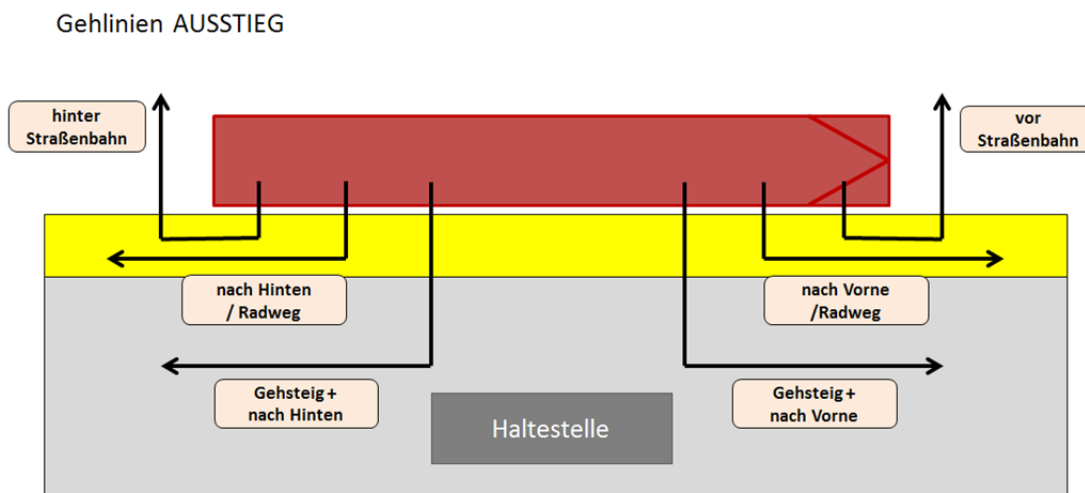 Gehlinien AUSSTIEG
hinter
Straßenbahn
vor
Straßenbahn
nach Hinten
/ Radweg
nach Vorne
/Radweg
Gehsteig +
nach Hinten
Gehsteig +
nach Vorne
Haltestelle